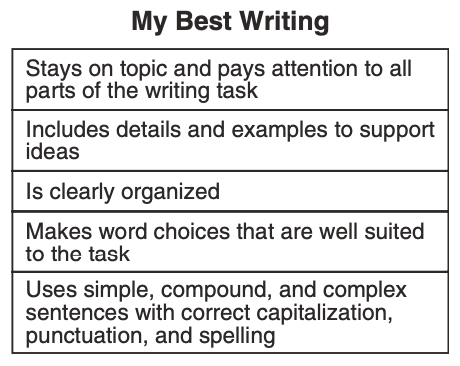 My Best Writing
Stays on topic and pays attention to all
parts of the writing task
Includes details and examples to support
ideas
Is clearly organized
Makes word choices that are well suited
to the task
Uses simple, compound, and complex
sentences with correct capitalization,
punctuation, and spelling